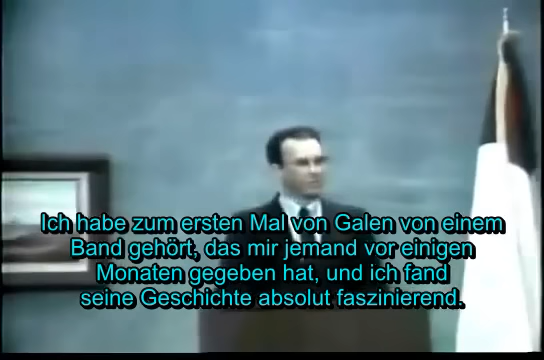 Ich habe zum ersten Mal von Galen von einem
Band gehört, das mir jemand vor einigen
Monaten gegeben hat, und ich fand
seine Geschichte absolut faszinierend.